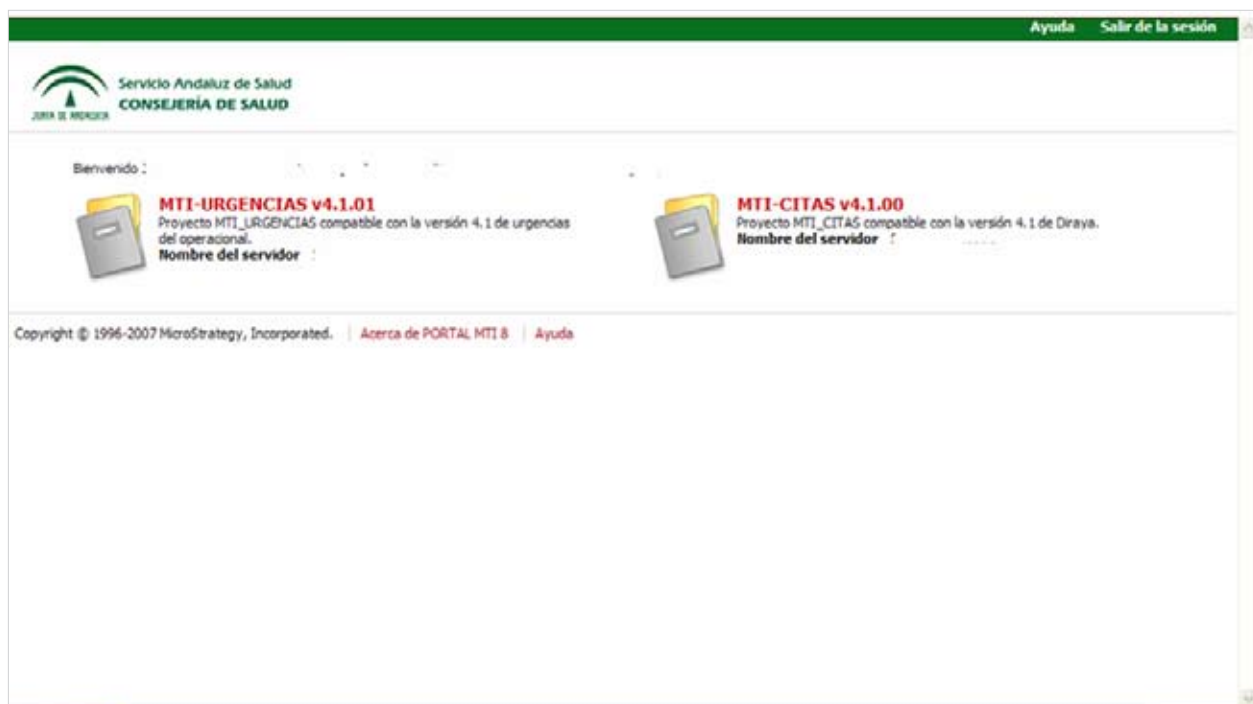 Ayuda Salir de la sesión
Servicio Andaluz de Salud
CONSEJERÍA DE SALUD
JUNTA DE ANDALUCIA
Bienvenido :
MTI-URGENCIAS v4.1.01
Proyecto MTI_URGENCIAS compatible con la versión 4.1 de urgencias
del operacional.
Nombre del servidor :
MTI-CITAS v4.1.00
Proyecto MTI_CITAS compatible con la versión 4.1 de Diraya.
Nombre del servidor :
Copyright © 1996-2007 MicroStrategy, Incorporated. | Acerca de PORTAL MTI 8 | Ayuda